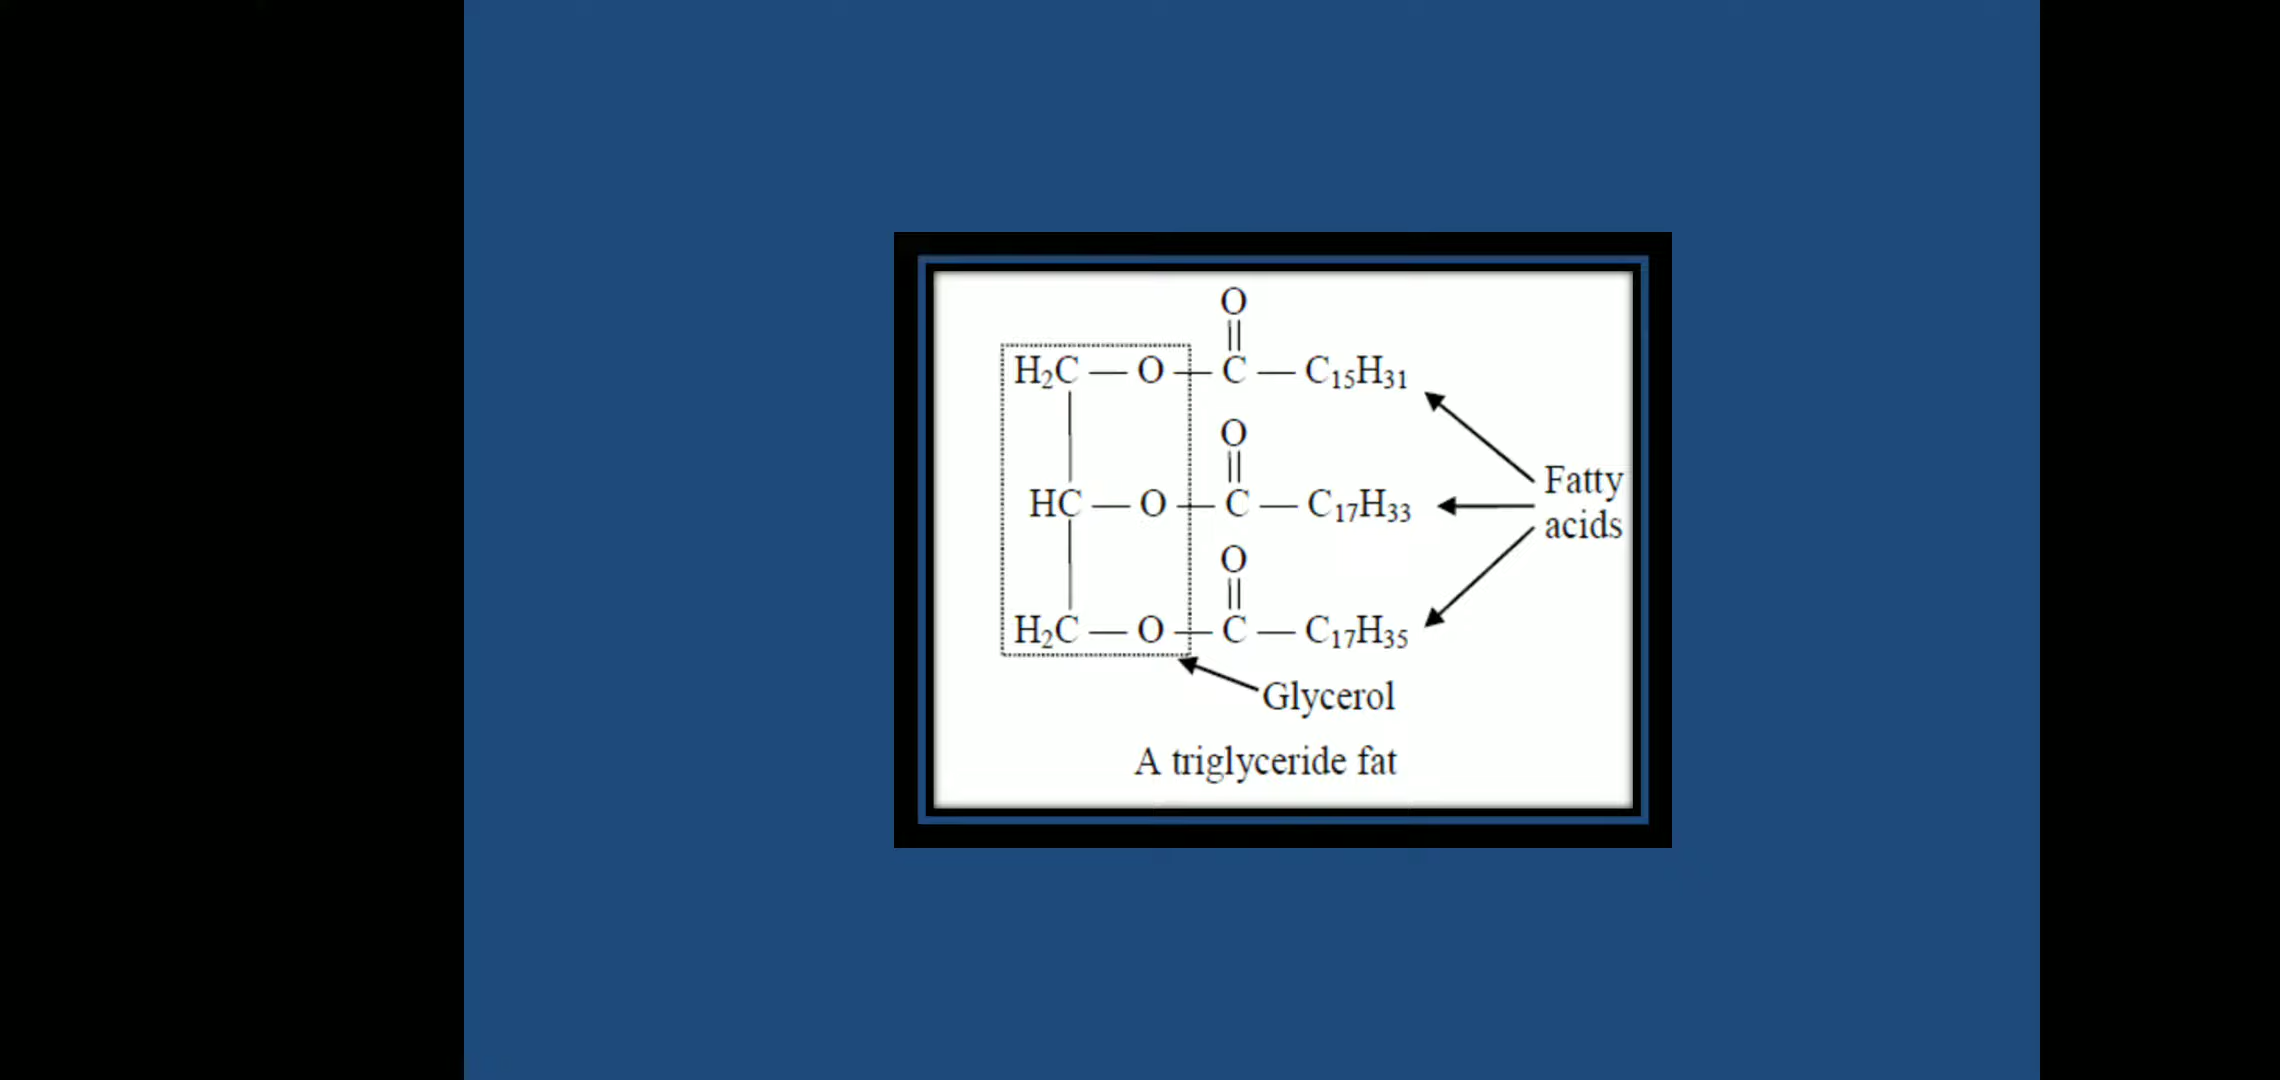 O
||
H₂C — O — C — C₁₅H₃₁
O
||
HC — O — C — C₁₇H₃₃
Fatty
acids
O
||
H₂C — O — C — C₁₇H₃₅
Glycerol
A triglyceride fat